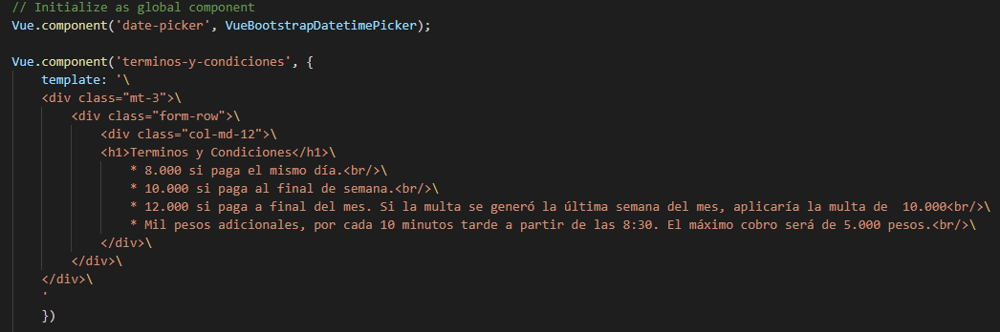 // Initialize as global component
Vue.component('date-picker', VueBootstrapDatetimePicker);

Vue.component('terminos-y-condiciones', {
    template: '\
    <div class="mt-3">\
        <div class="form-row">\
            <div class="col-md-12">\
            <h1>Terminos y Condiciones</h1>\
                * 8.000 si paga el mismo día.<br/>\
                * 10.000 si paga al final de semana.<br/>\
                * 12.000 si paga a final del mes. Si la multa se generó la última semana del mes, aplicaría la multa de  10.000<br/>\
                * Mil pesos adicionales, por cada 10 minutos tarde a partir de las 8:30. El máximo cobro será de 5.000 pesos.<br/>\
            </div>\
        </div>\
    </div>\
    '
    })